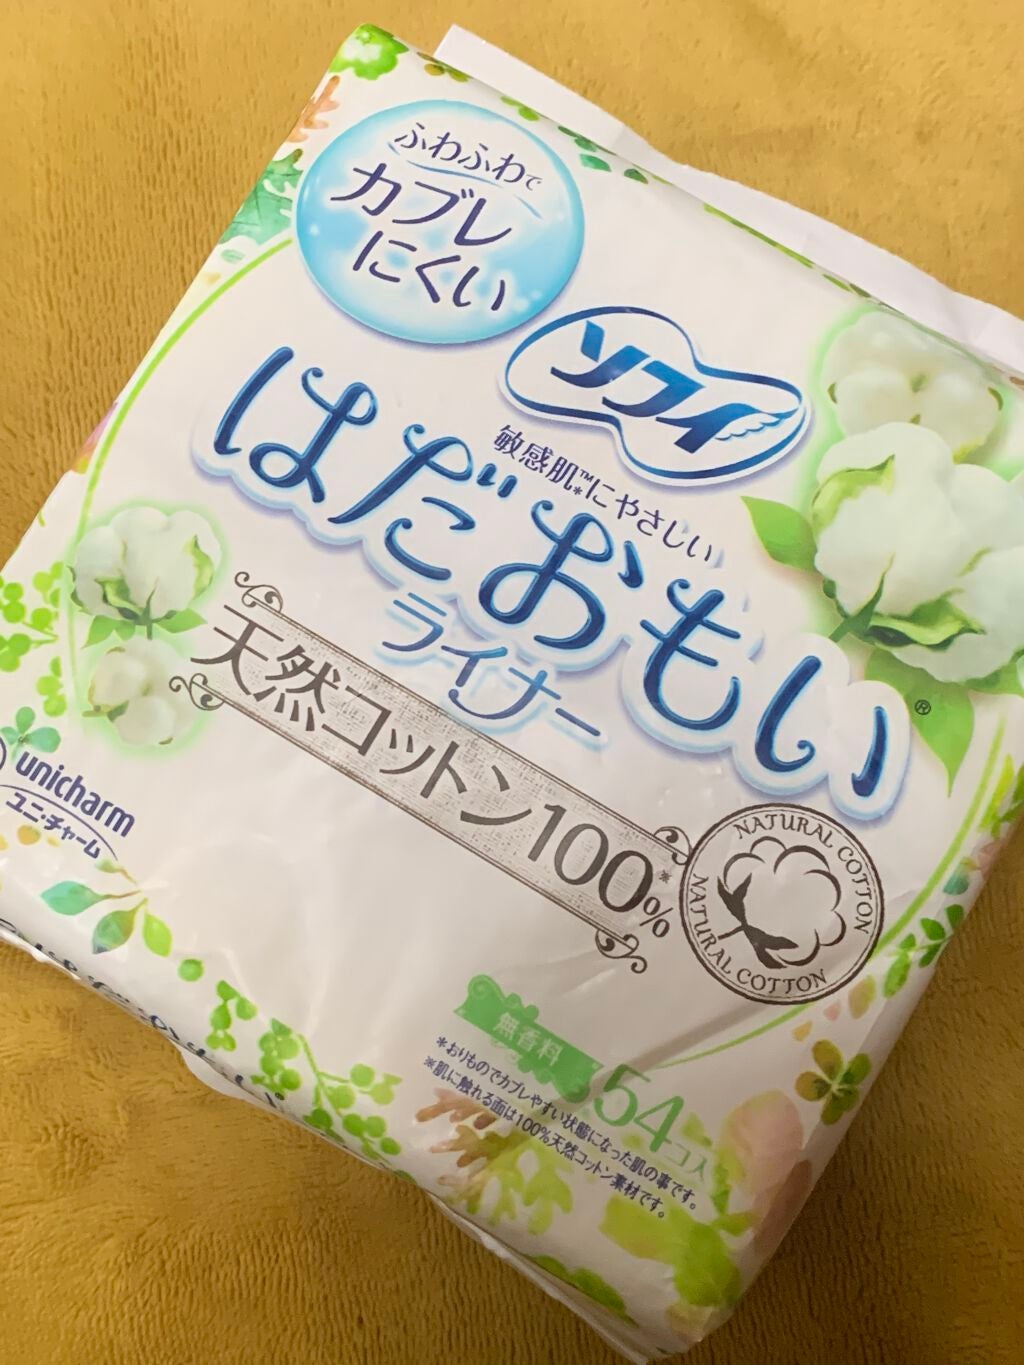 ふわふわで
カブレ
にくい
ソフィ
敏感肌™*にやさしい
はだおもい®
ライナー
天然コットン100%※
NATURAL COTTON
NATURAL COTTON
unicharm
ユニ・チャーム
無香料
54コ入
*おりものでカブレやすい状態になった肌の事です。
※肌に触れる面は100%天然コットン素材です。